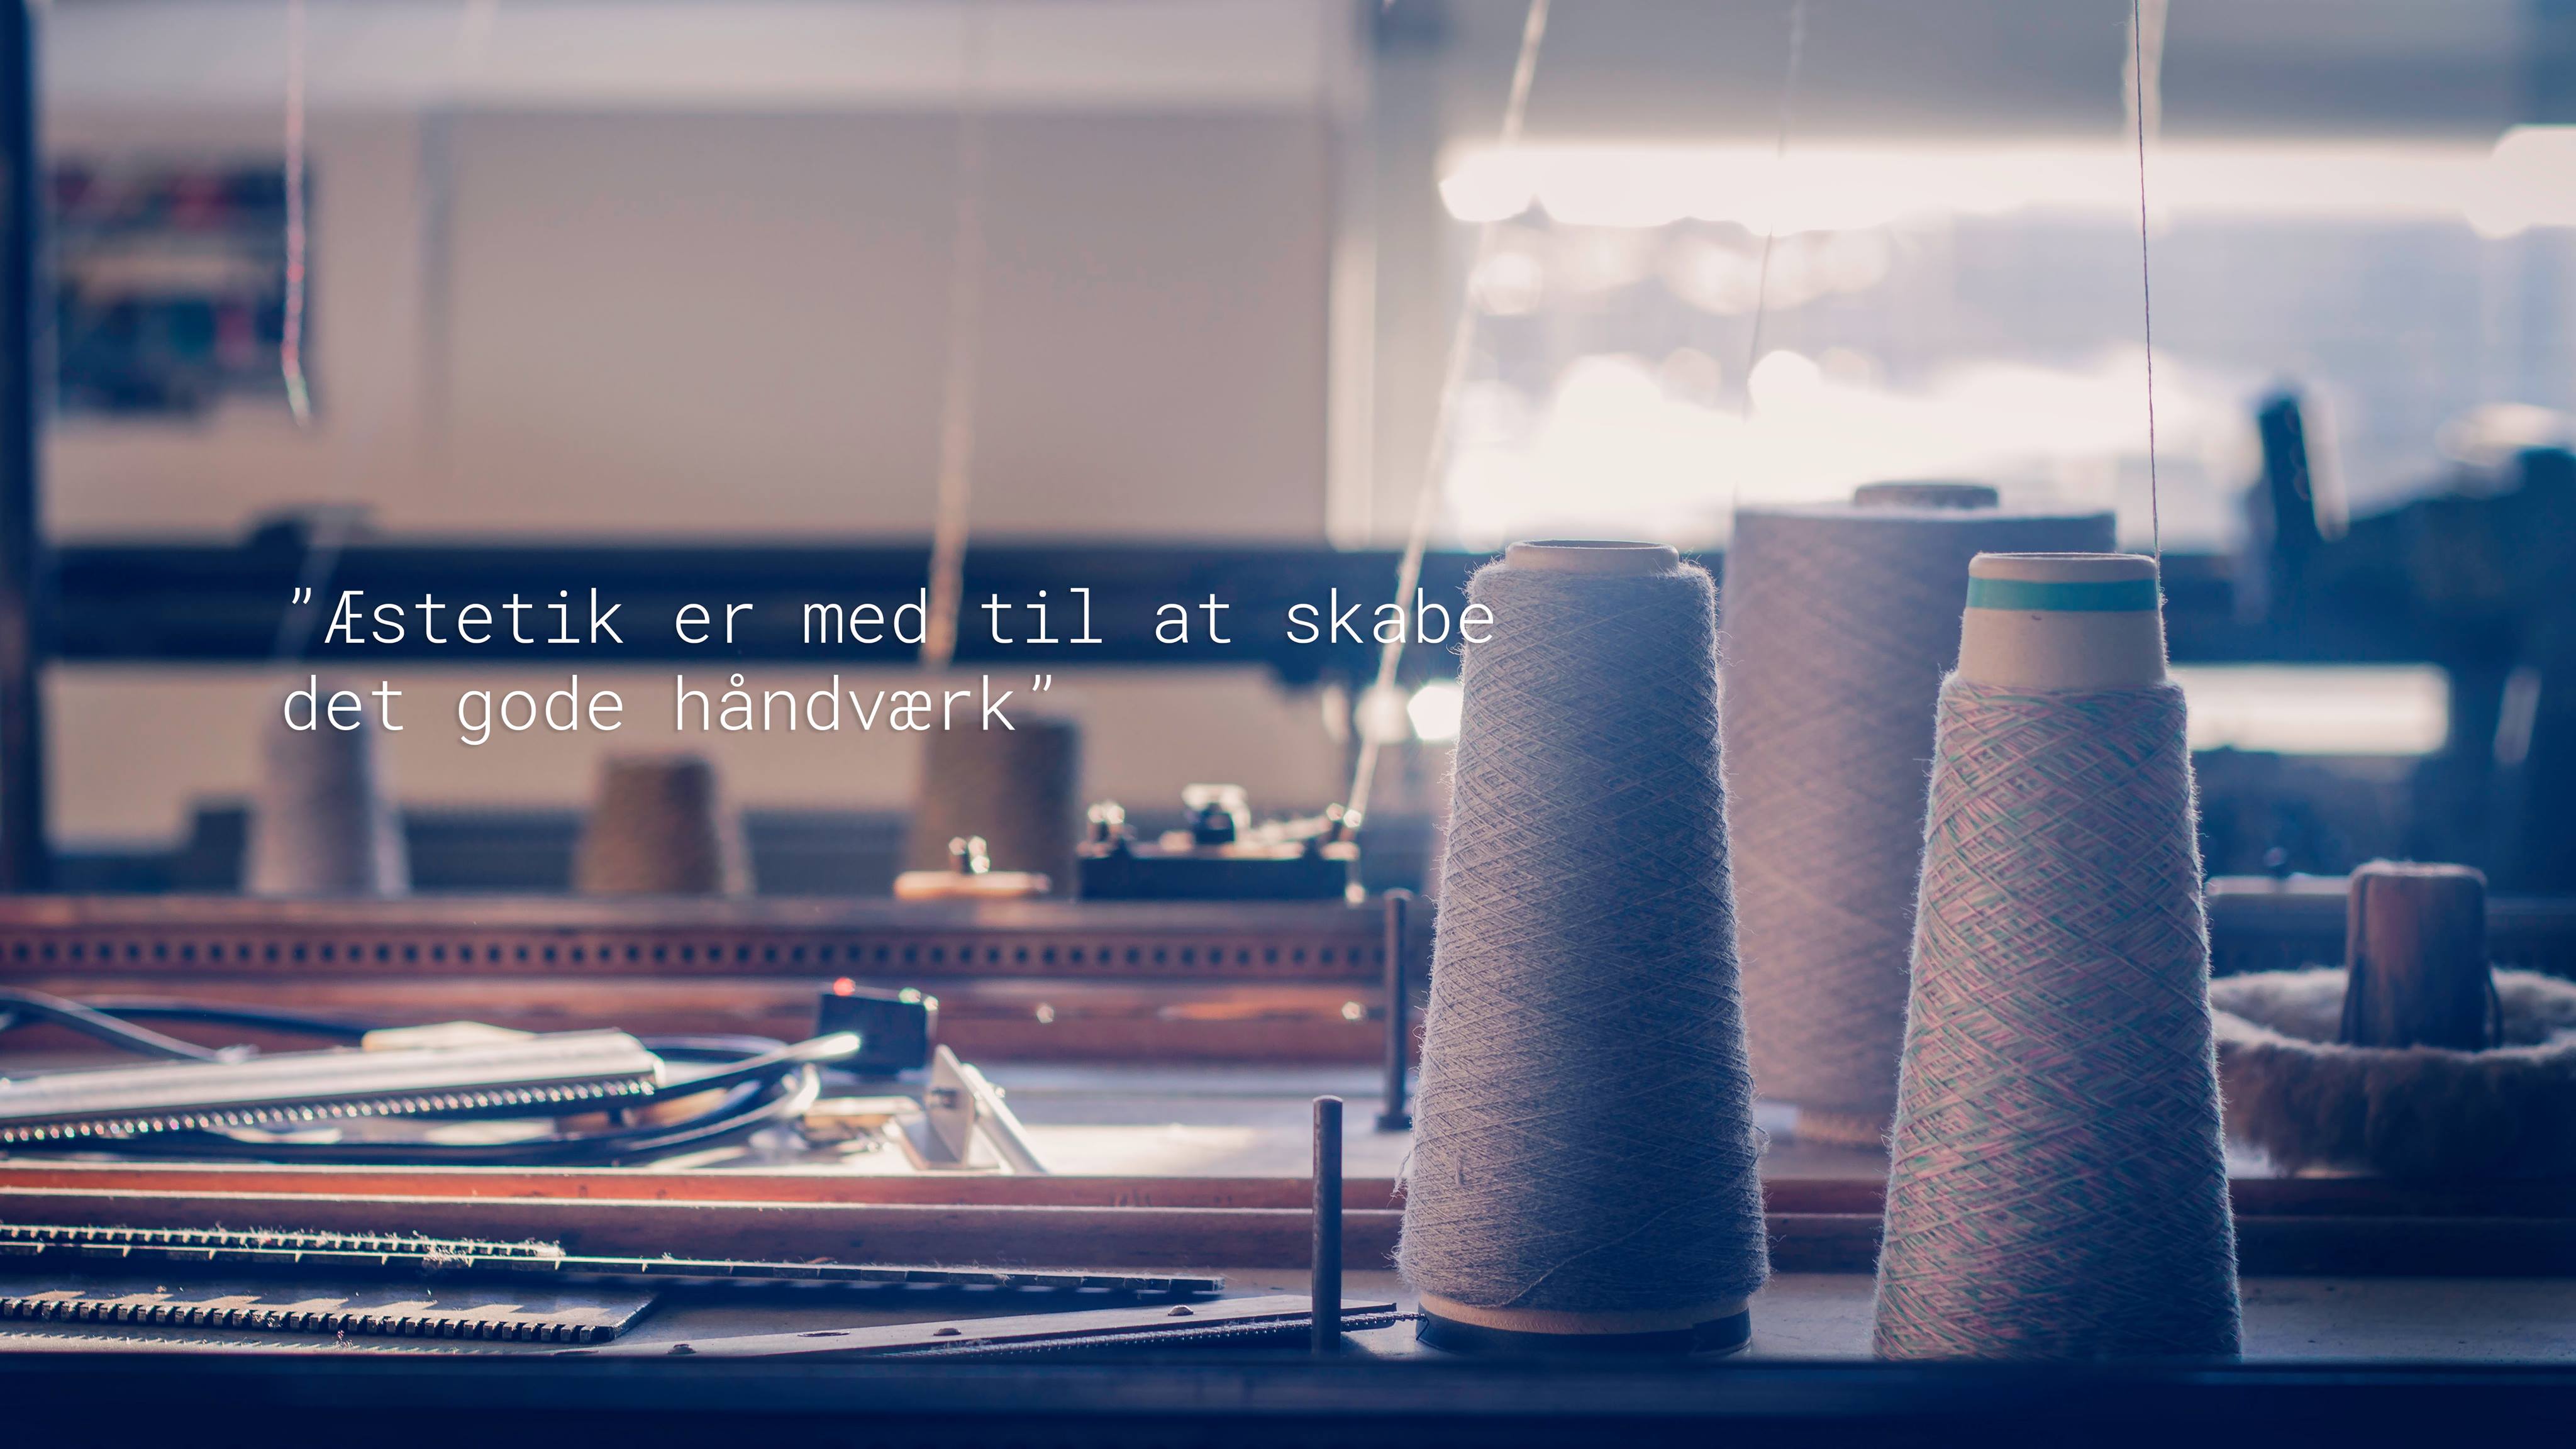 ”Æstetik er med til at skabe
det gode håndværk”